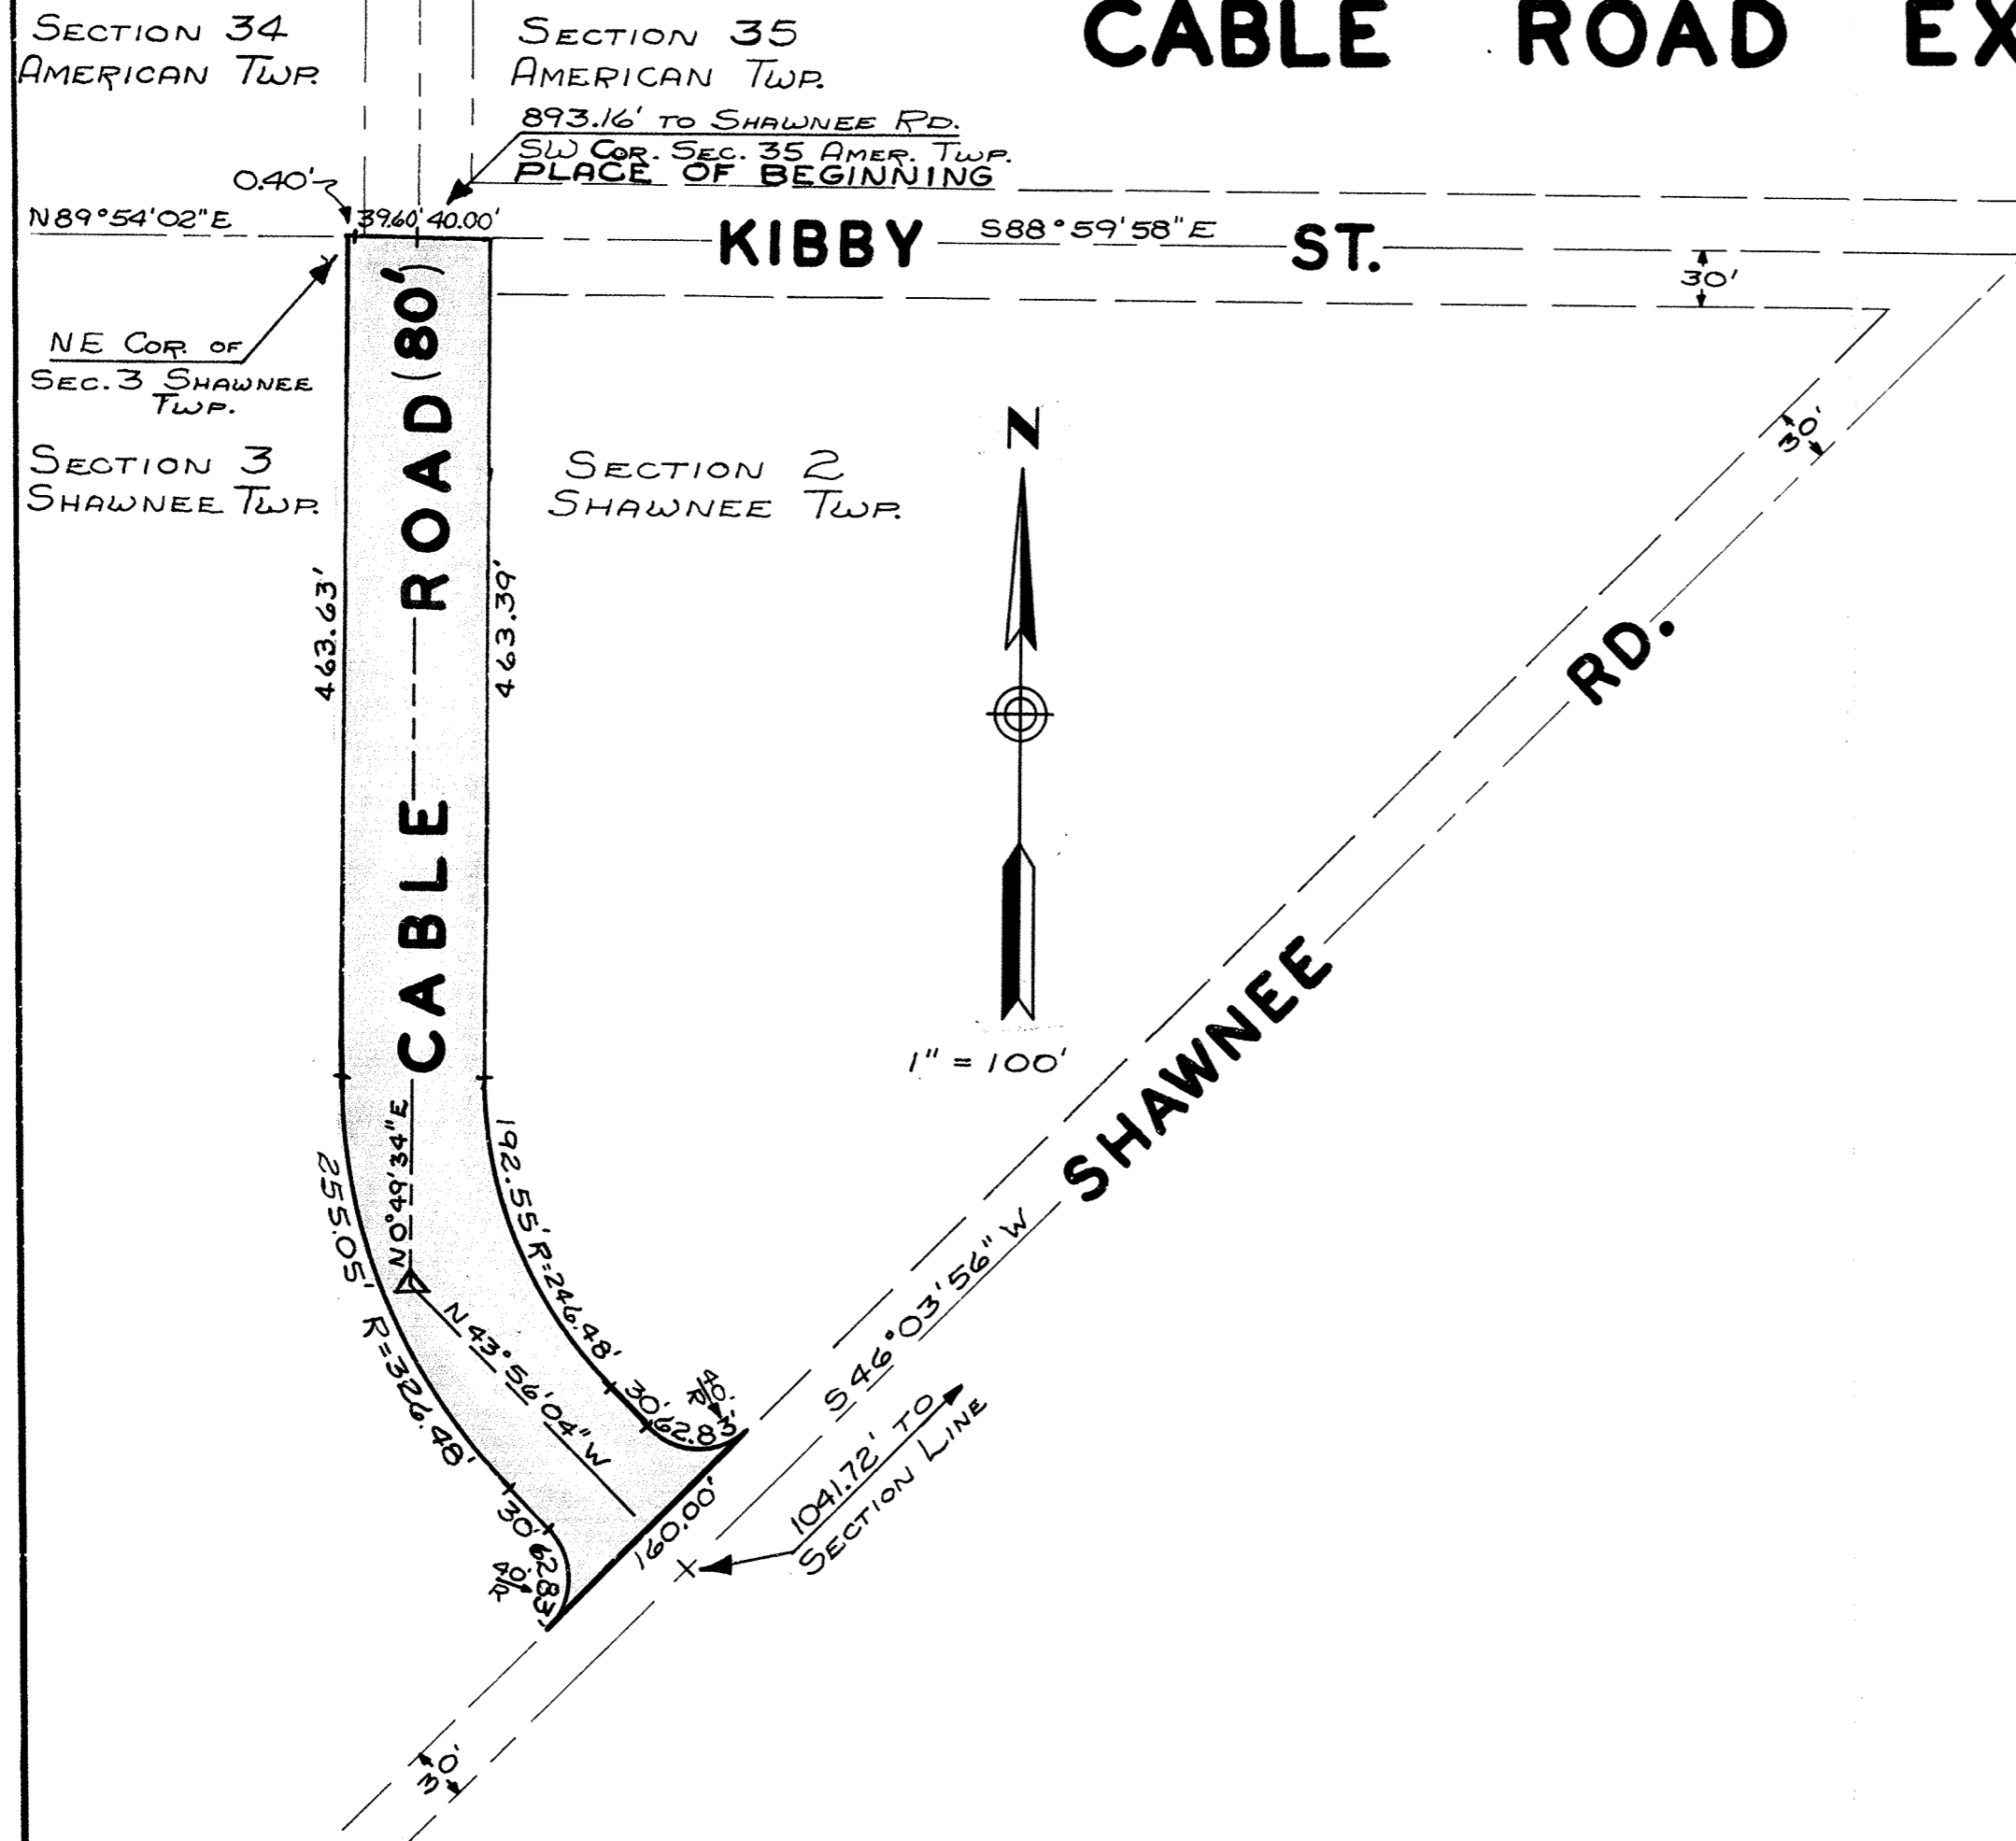 CABLE ROAD EX
SECTION 34
AMERICAN TWP.
SECTION 35
AMERICAN TWP.
893.16' TO SHAWNEE RD.
SW COR. SEC. 35 AMER. TWP.
PLACE OF BEGINNING
0.40'
N89°54'02"E
39.60' 40.00'
KIBBY S88°59'58"E ST.
30'
NE COR. OF
SEC. 3 SHAWNEE
TWP.
SECTION 3
SHAWNEE TWP.
SECTION 2
SHAWNEE TWP.
N
30'
463.63'
CABLE ROAD (80')
463.39'
SHAWNEE RD.
1" = 100'
N0°49'34"E
255.05' R=326.48'
192.55' R=246.48'
N43°56'04"W
S46°03'56"W
1041.72' TO
SECTION LINE
30'
62.83'
40'
R
160.00'
30'
62.83'
40'
R
30'